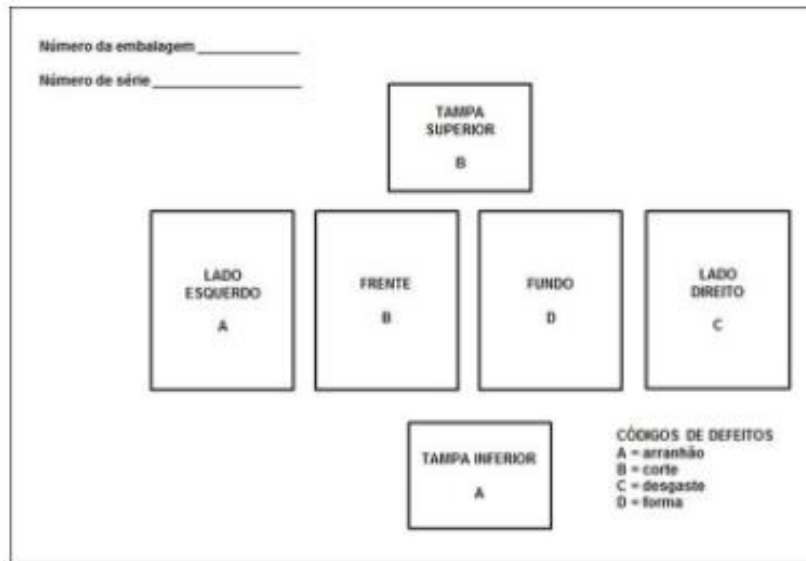 Número da embalagem
Número de série
TAMPA
SUPERIOR
B
LADO
ESQUERDO
A
FRENTE
B
FUNDO
D
LADO
DIREITO
C
TAMPA INFERIOR
A
CÓDIGOS DE DEFEITOS
A = arranhão
B = corte
C = desgaste
D = forma